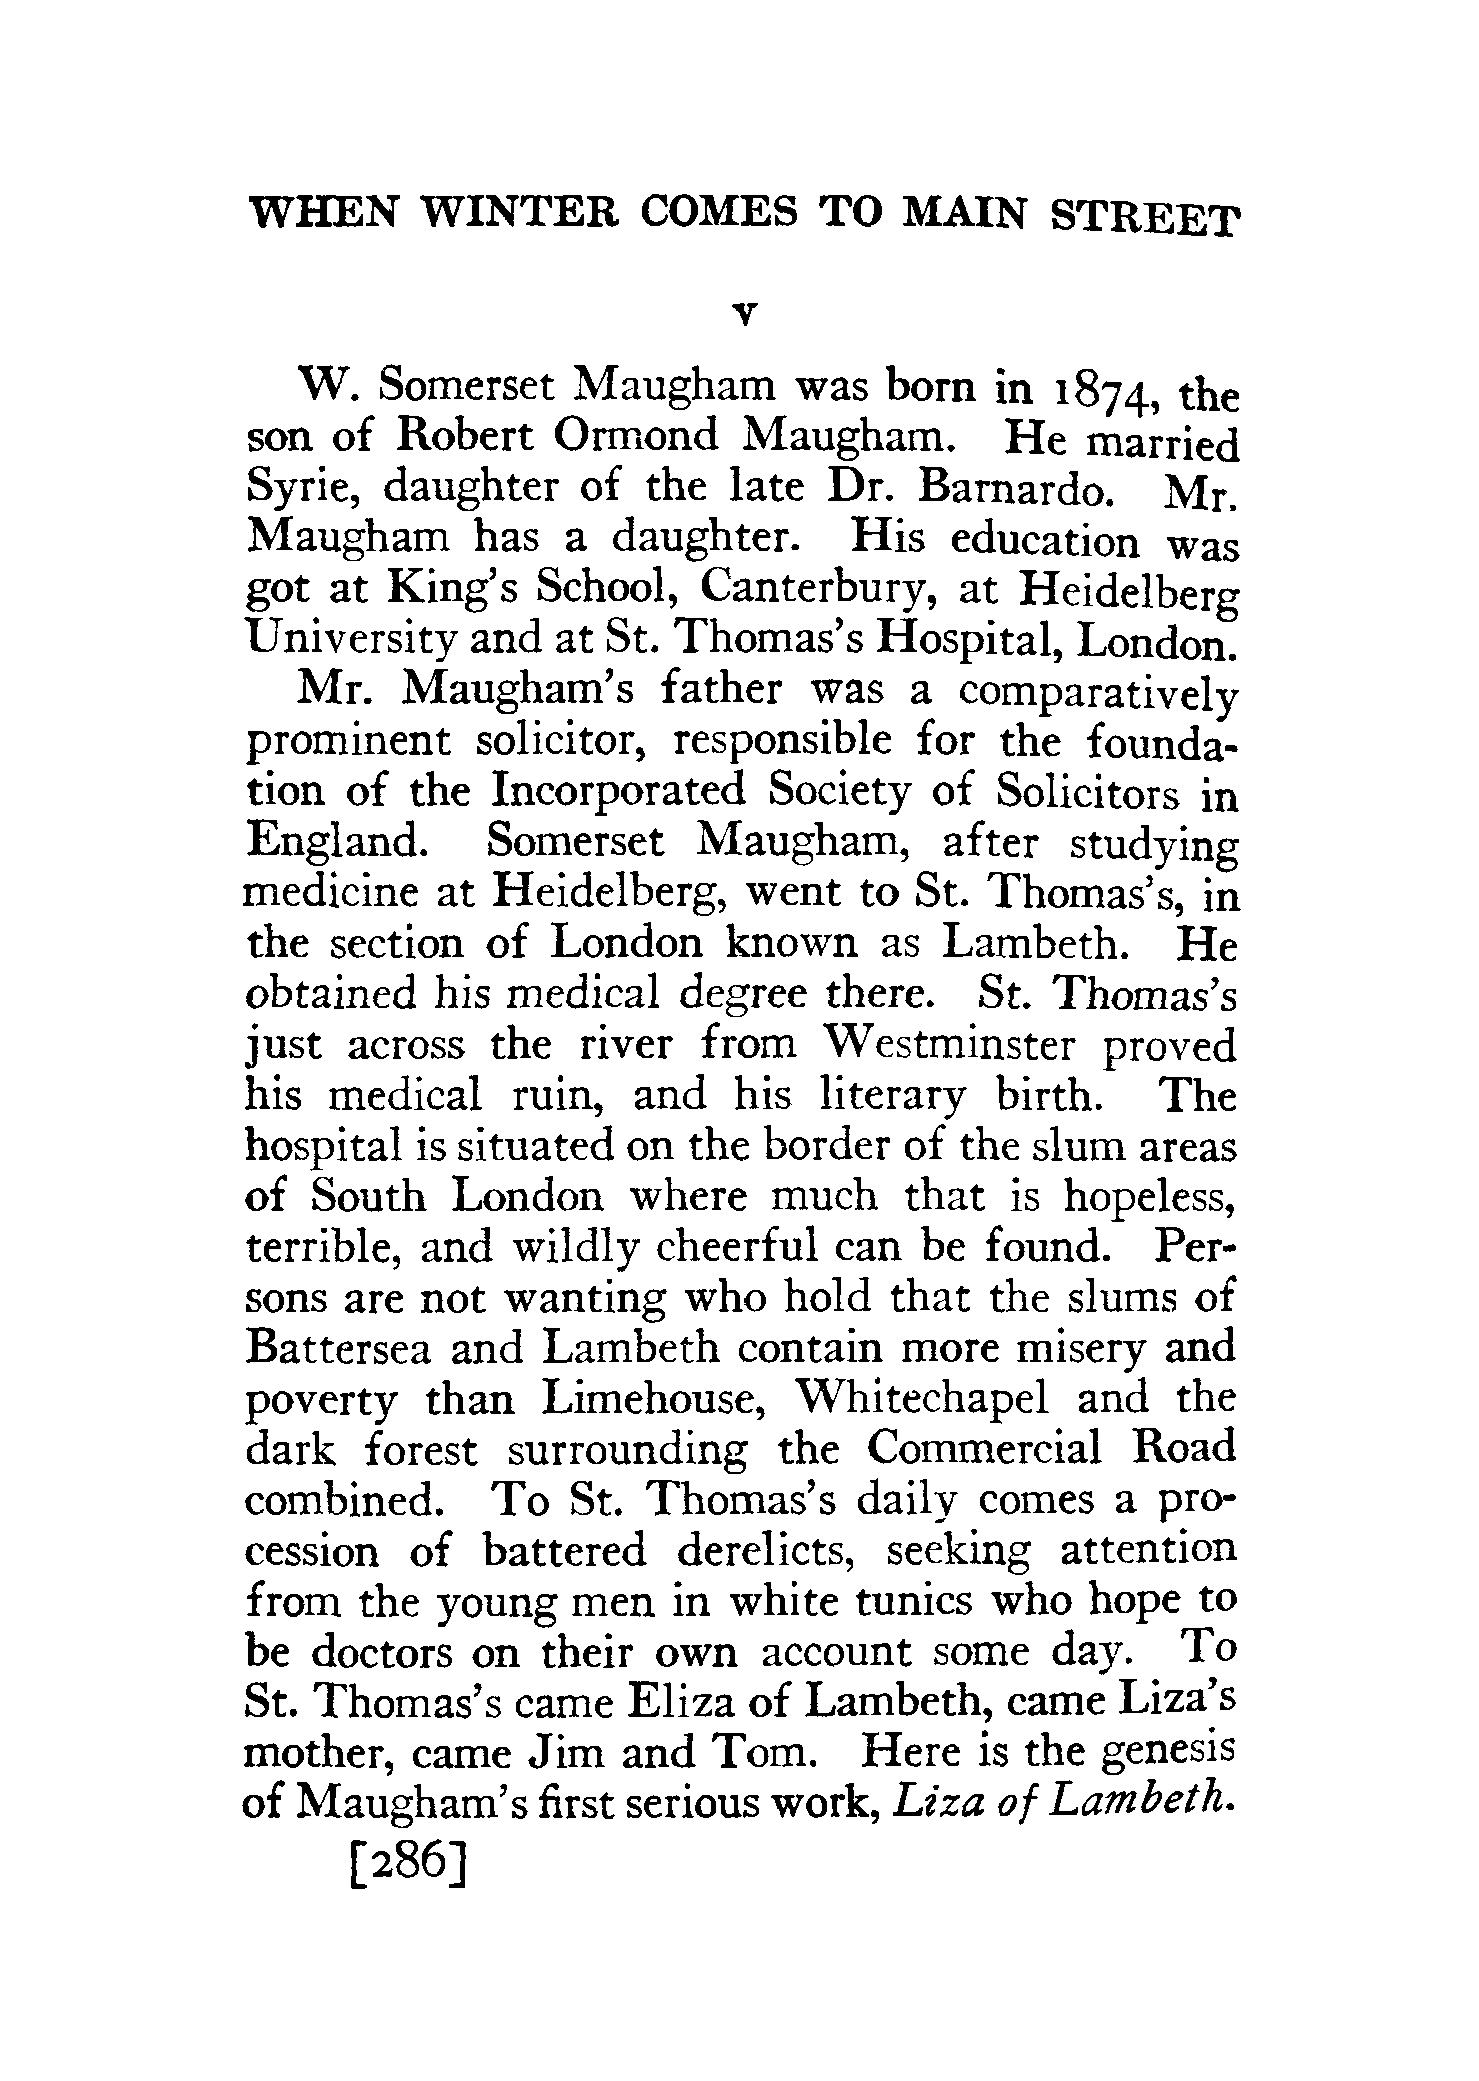 WHEN WINTER COMES TO MAIN STREET
v
W. Somerset Maugham was born in 1874, the
son of Robert Ormond Maugham. He married
Syrie, daughter of the late Dr. Barnardo. Mr.
Maugham has a daughter. His education was
got at King's School, Canterbury, at Heidelberg
University and at St. Thomas's Hospital, London.
Mr. Maugham's father was a comparatively
prominent solicitor, responsible for the founda-
tion of the Incorporated Society of Solicitors in
England. Somerset Maugham, after studying
medicine at Heidelberg, went to St. Thomas's, in
the section of London known as Lambeth. He
obtained his medical degree there. St. Thomas's
just across the river from Westminster proved
his medical ruin, and his literary birth. The
hospital is situated on the border of the slum areas
of South London where much that is hopeless,
terrible, and wildly cheerful can be found. Per-
sons are not wanting who hold that the slums of
Battersea and Lambeth contain more misery and
poverty than Limehouse, Whitechapel and the
dark forest surrounding the Commercial Road
combined. To St. Thomas's daily comes a pro-
cession of battered derelicts, seeking attention
from the young men in white tunics who hope to
be doctors on their own account some day. To
St. Thomas's came Eliza of Lambeth, came Liza's
mother, came Jim and Tom. Here is the genesis
of Maugham's first serious work, Liza of Lambeth.
[286]